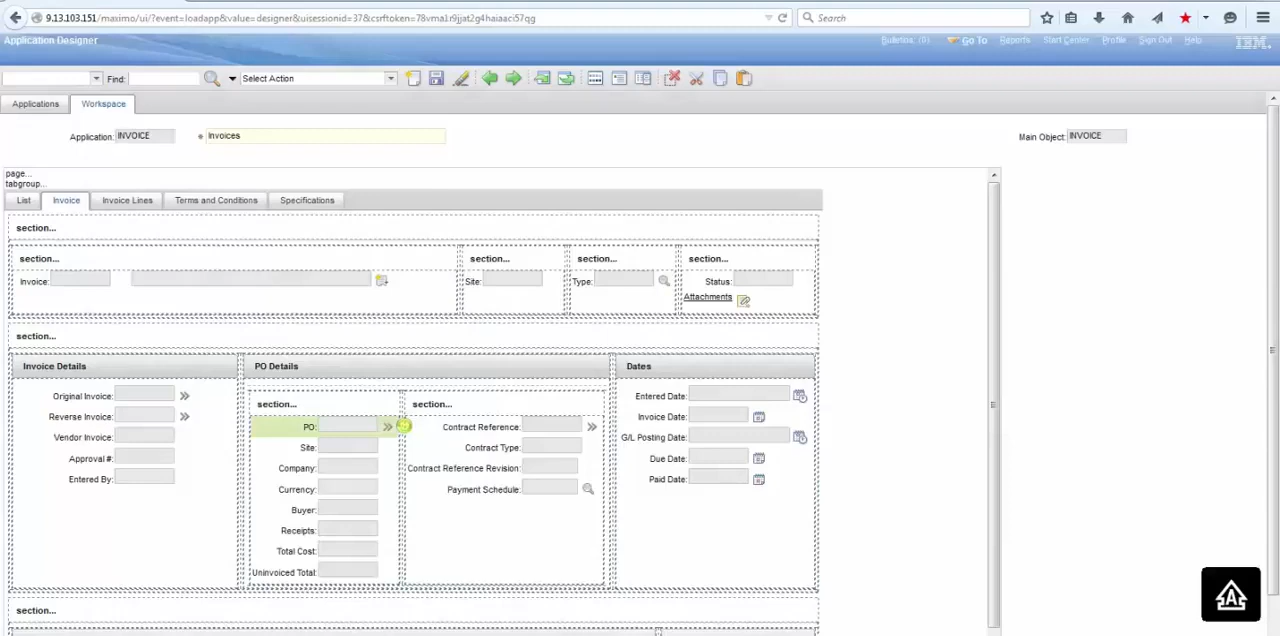 9.13.103.151/maximo/ui/?event=loadapp&value=designer&uisessionid=37&csrftoken=78vma1r9jjat2g4haiaaci57qg
Search
Application Designer
Bulletins: (0) Go To Reports Start Center Profile Sign Out Help IBM.
Find: Select Action
Applications Workspace
Application: INVOICE Invoices Main Object: INVOICE
page...
tabgroup...
List Invoice Invoice Lines Terms and Conditions Specifications
section...
section... section... section... section...
Invoice: Site: Type: Status:
Attachments
section...
Invoice Details PO Details Dates
Original Invoice: section... section... Entered Date:
Reverse Invoice: PO: Contract Reference: Invoice Date:
Vendor Invoice: Site: Contract Type: G/L Posting Date:
Approval #: Company: Contract Reference Revision: Due Date:
Entered By: Currency: Payment Schedule: Paid Date:
Buyer:
Receipts:
Total Cost:
Uninvoiced Total:
section...
A